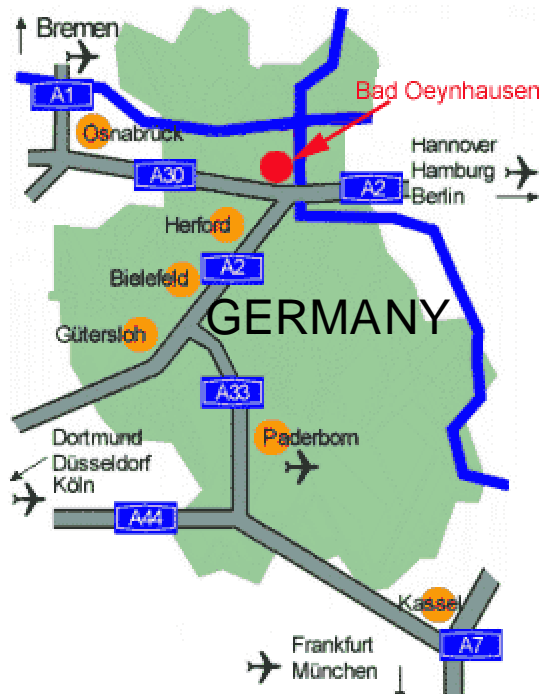 Bremen
A1
Bad Oeynhausen
Osnabrück
Hannover
Hamburg
Berlin
A30
A2
Herford
A2
Bielefeld
GERMANY
Gütersloh
A33
Dortmund
Düsseldorf
Köln
Paderborn
A44
Kassel
A7
Frankfurt
München